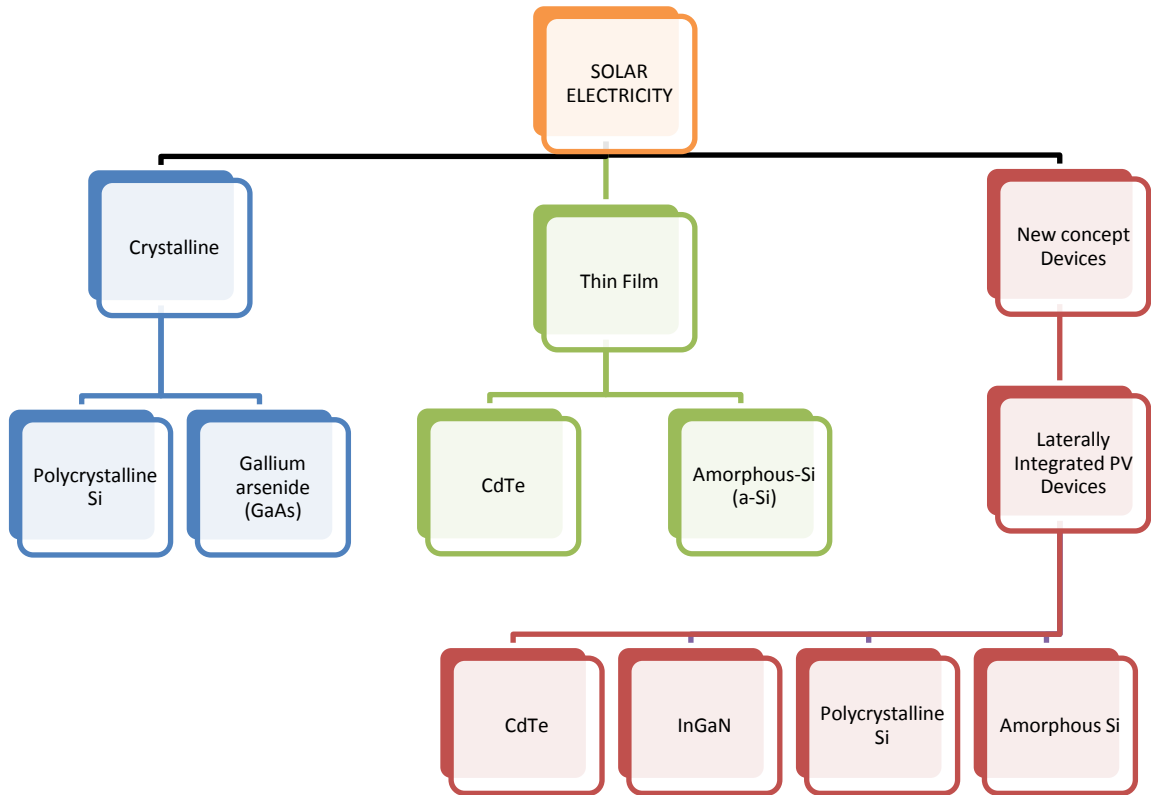 SOLAR
ELECTRICITY
Crystalline
Thin Film
New concept
Devices
Polycrystalline
Si
Gallium
arsenide
(GaAs)
CdTe
Amorphous-Si
(a-Si)
Laterally
Integrated PV
Devices
CdTe
InGaN
Polycrystalline
Si
Amorphous Si